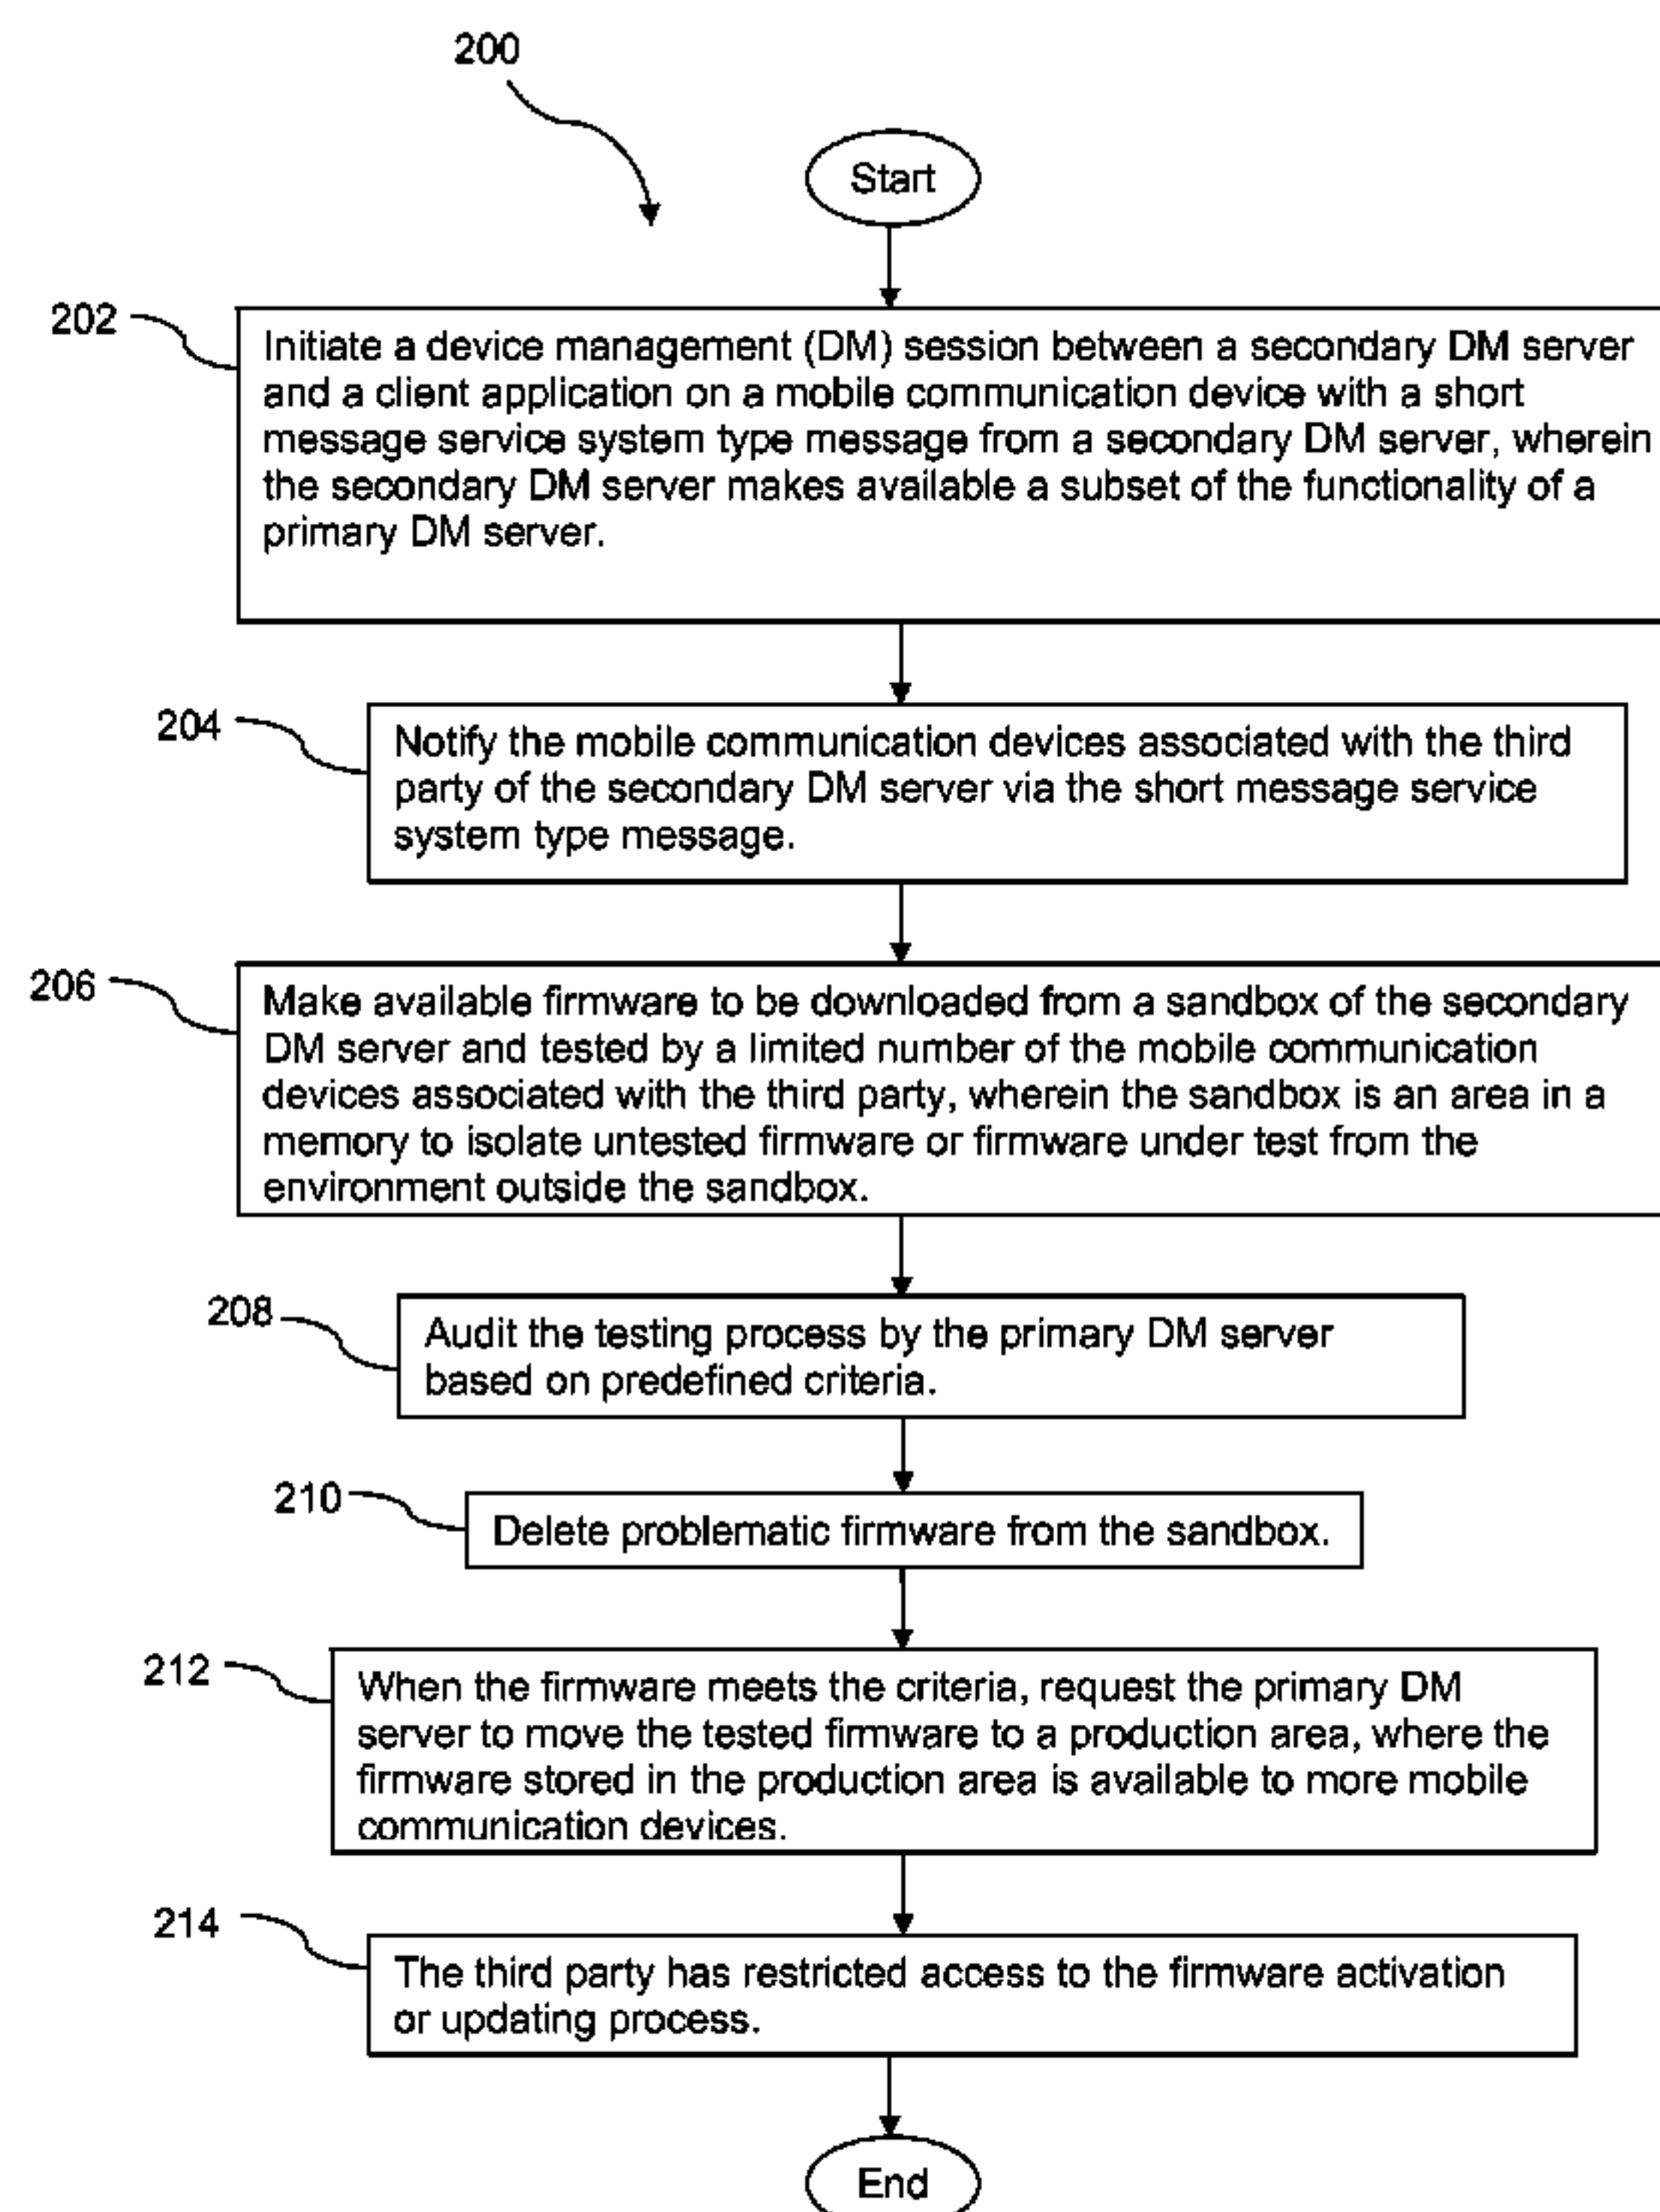 200
Start
202
Initiate a device management (DM) session between a secondary DM server
and a client application on a mobile communication device with a short
message service system type message from a secondary DM server, wherein
the secondary DM server makes available a subset of the functionality of a
primary DM server.
204
Notify the mobile communication devices associated with the third
party of the secondary DM server via the short message service
system type message.
206
Make available firmware to be downloaded from a sandbox of the secondary
DM server and tested by a limited number of the mobile communication
devices associated with the third party, wherein the sandbox is an area in a
memory to isolate untested firmware or firmware under test from the
environment outside the sandbox.
208
Audit the testing process by the primary DM server
based on predefined criteria.
210
Delete problematic firmware from the sandbox.
212
When the firmware meets the criteria, request the primary DM
server to move the tested firmware to a production area, where the
firmware stored in the production area is available to more mobile
communication devices.
214
The third party has restricted access to the firmware activation
or updating process.
End